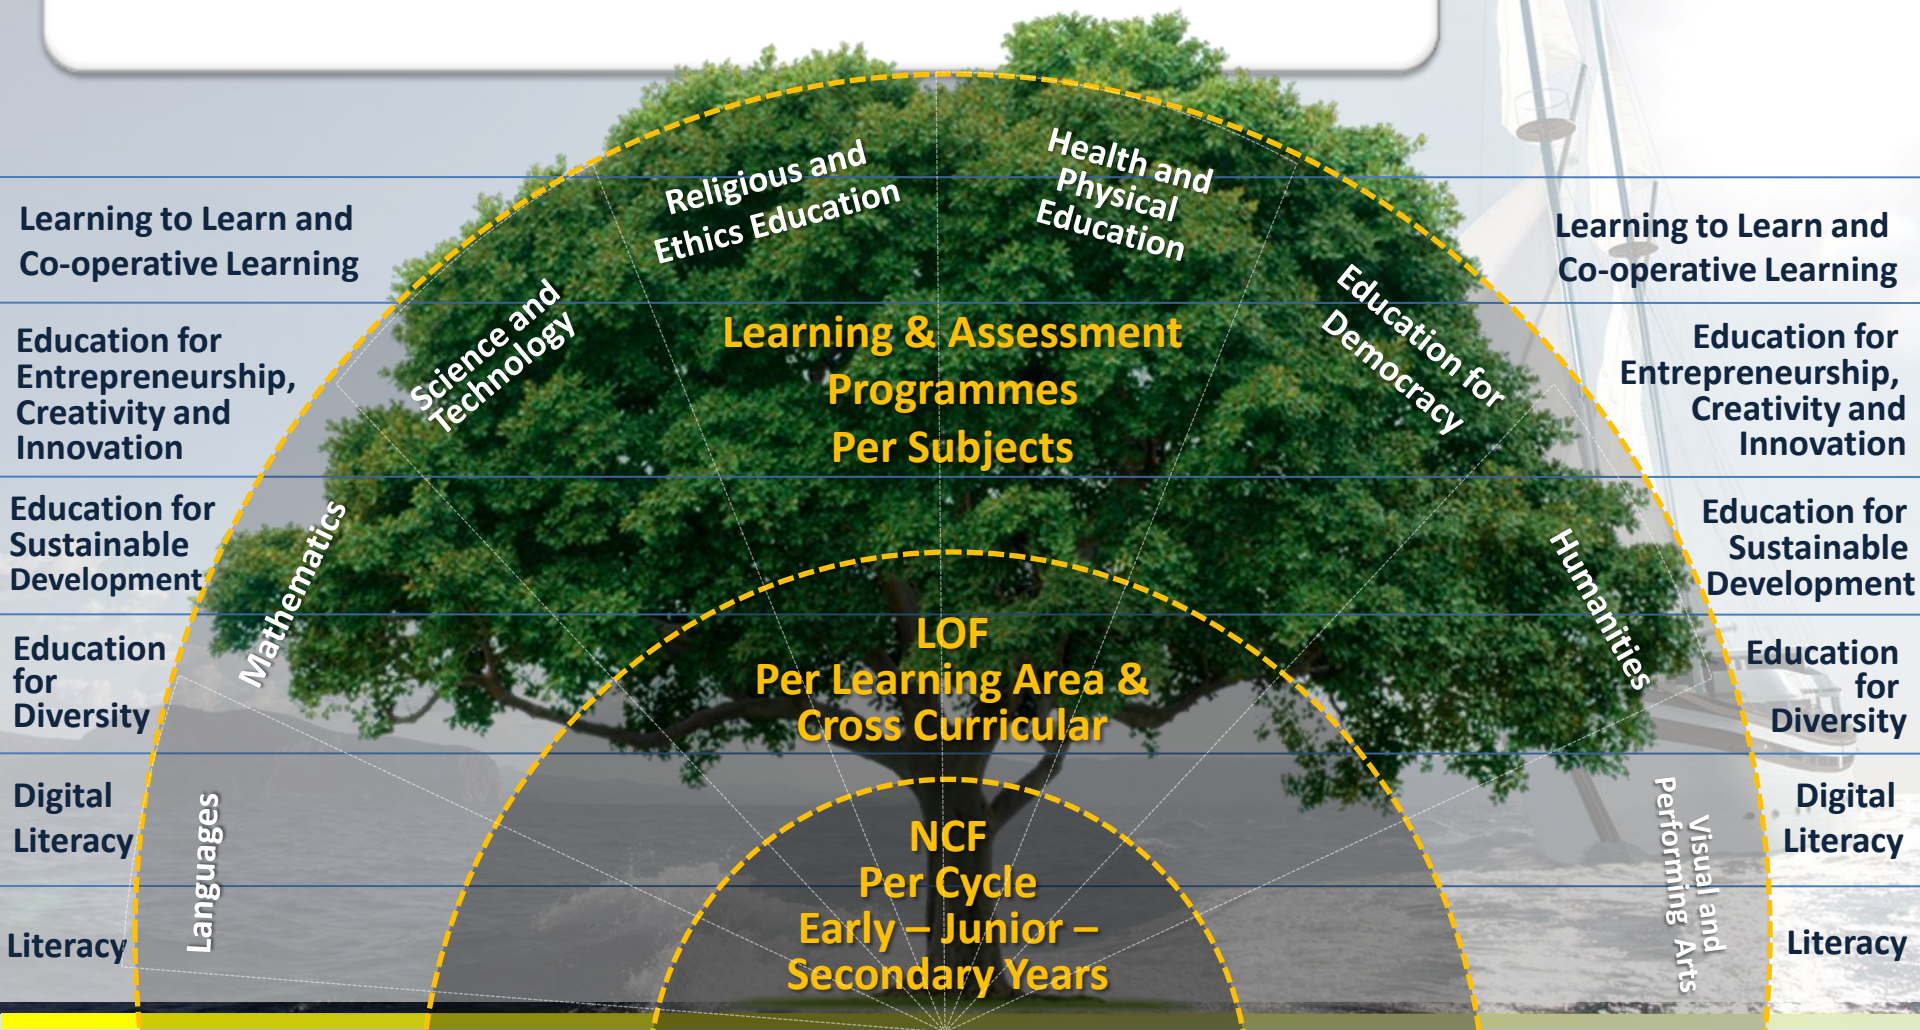 Learning to Learn and
Co-operative Learning
Education for
Entrepreneurship,
Creativity and
Innovation
Education for
Sustainable
Development
Education
for
Diversity
Digital
Literacy
Literacy
Languages
Mathematics
Science and
Technology
Religious and
Ethics Education
Health and
Physical
Education
Education for
Democracy
Humanities
Visual and
Performing Arts
Learning & Assessment
Programmes
Per Subjects
LOF
Per Learning Area &
Cross Curricular
NCF
Per Cycle
Early – Junior –
Secondary Years
Learning to Learn and
Co-operative Learning
Education for
Entrepreneurship,
Creativity and
Innovation
Education for
Sustainable
Development
Education
for
Diversity
Digital
Literacy
Literacy